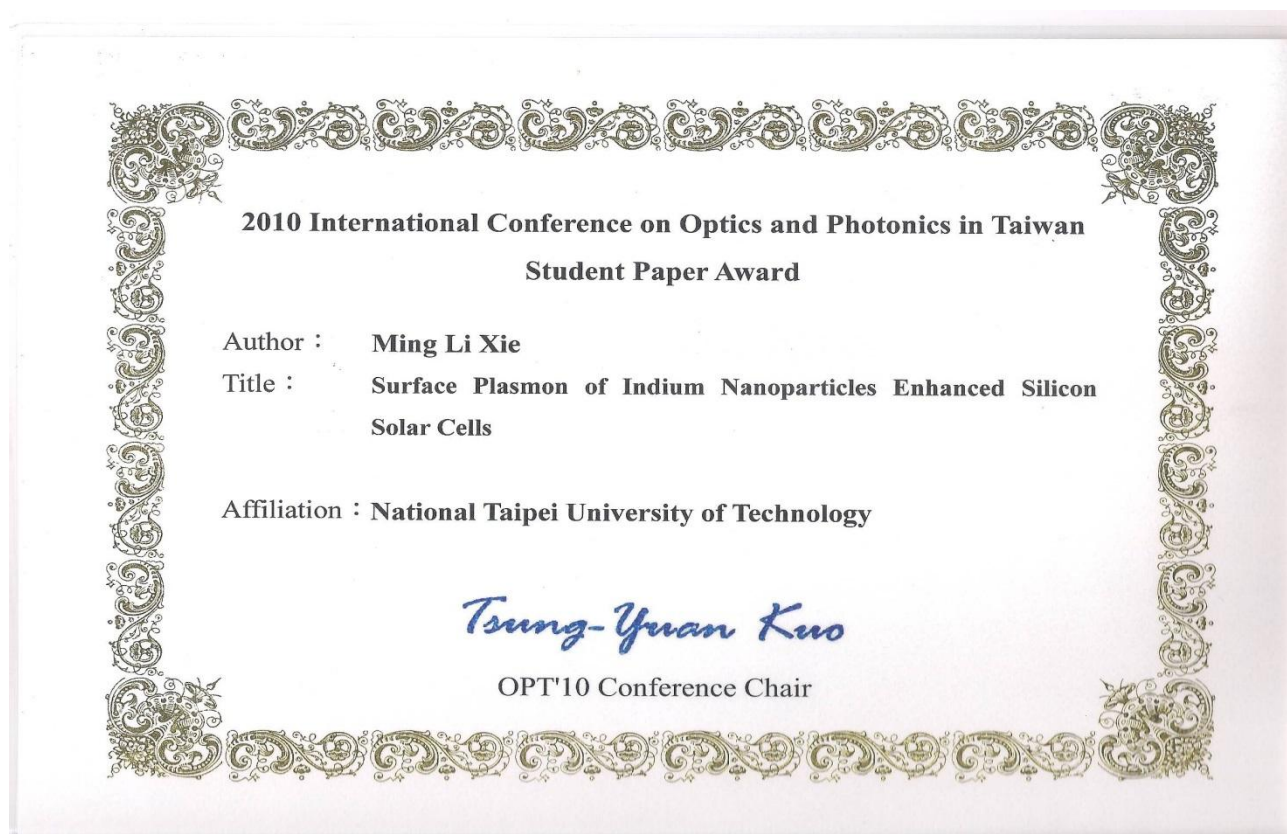 2010 International Conference on Optics and Photonics in Taiwan
Student Paper Award
Author： Ming Li Xie
Title： Surface Plasmon of Indium Nanoparticles Enhanced Silicon
Solar Cells
Affiliation：National Taipei University of Technology
Tsung-Yuan Kuo
OPT'10 Conference Chair